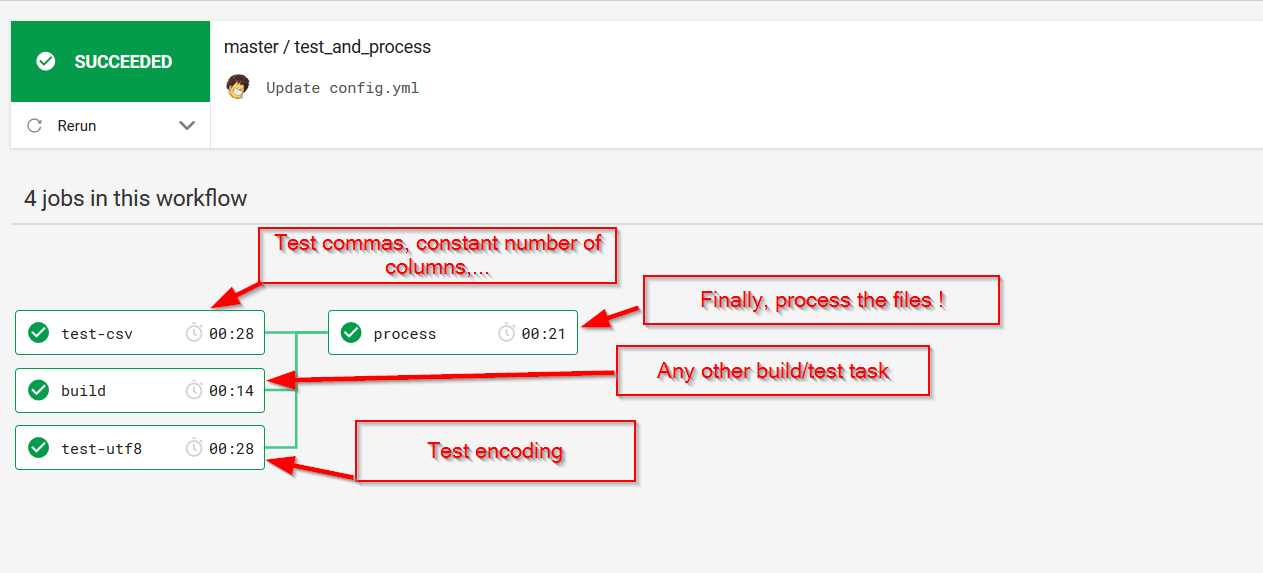 SUCCEEDED
master / test_and_process
Update config.yml
Rerun
4 jobs in this workflow
Test commas, constant number of
columns,...
Finally, process the files !
test-csv 00:28
process 00:21
Any other build/test task
build 00:14
test-utf8 00:28
Test encoding